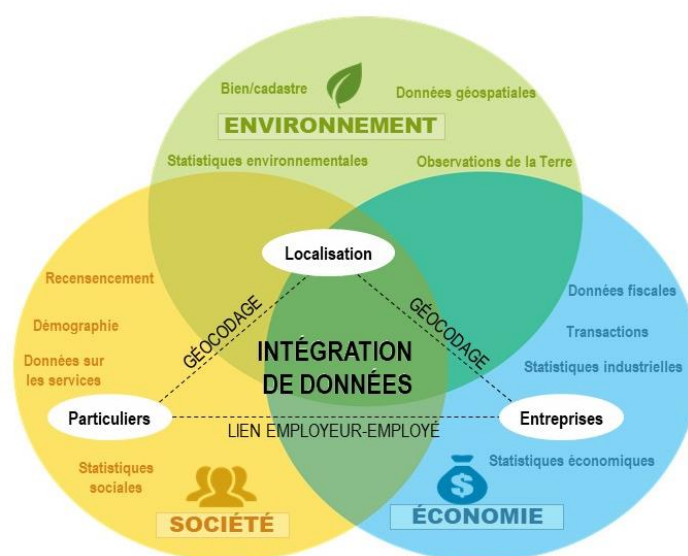 Bien/cadastre
Données géospatiales
ENVIRONNEMENT
Statistiques environnementales
Observations de la Terre
Localisation
Recensencement
Données fiscales
Démographie
GÉOCODAGE
GÉOCODAGE
Transactions
Données sur
les services
INTÉGRATION
DE DONNÉES
Statistiques industrielles
Particuliers
Entreprises
LIEN EMPLOYEUR-EMPLOYÉ
Statistiques
sociales
Statistiques économiques
$
SOCIÉTÉ
ÉCONOMIE